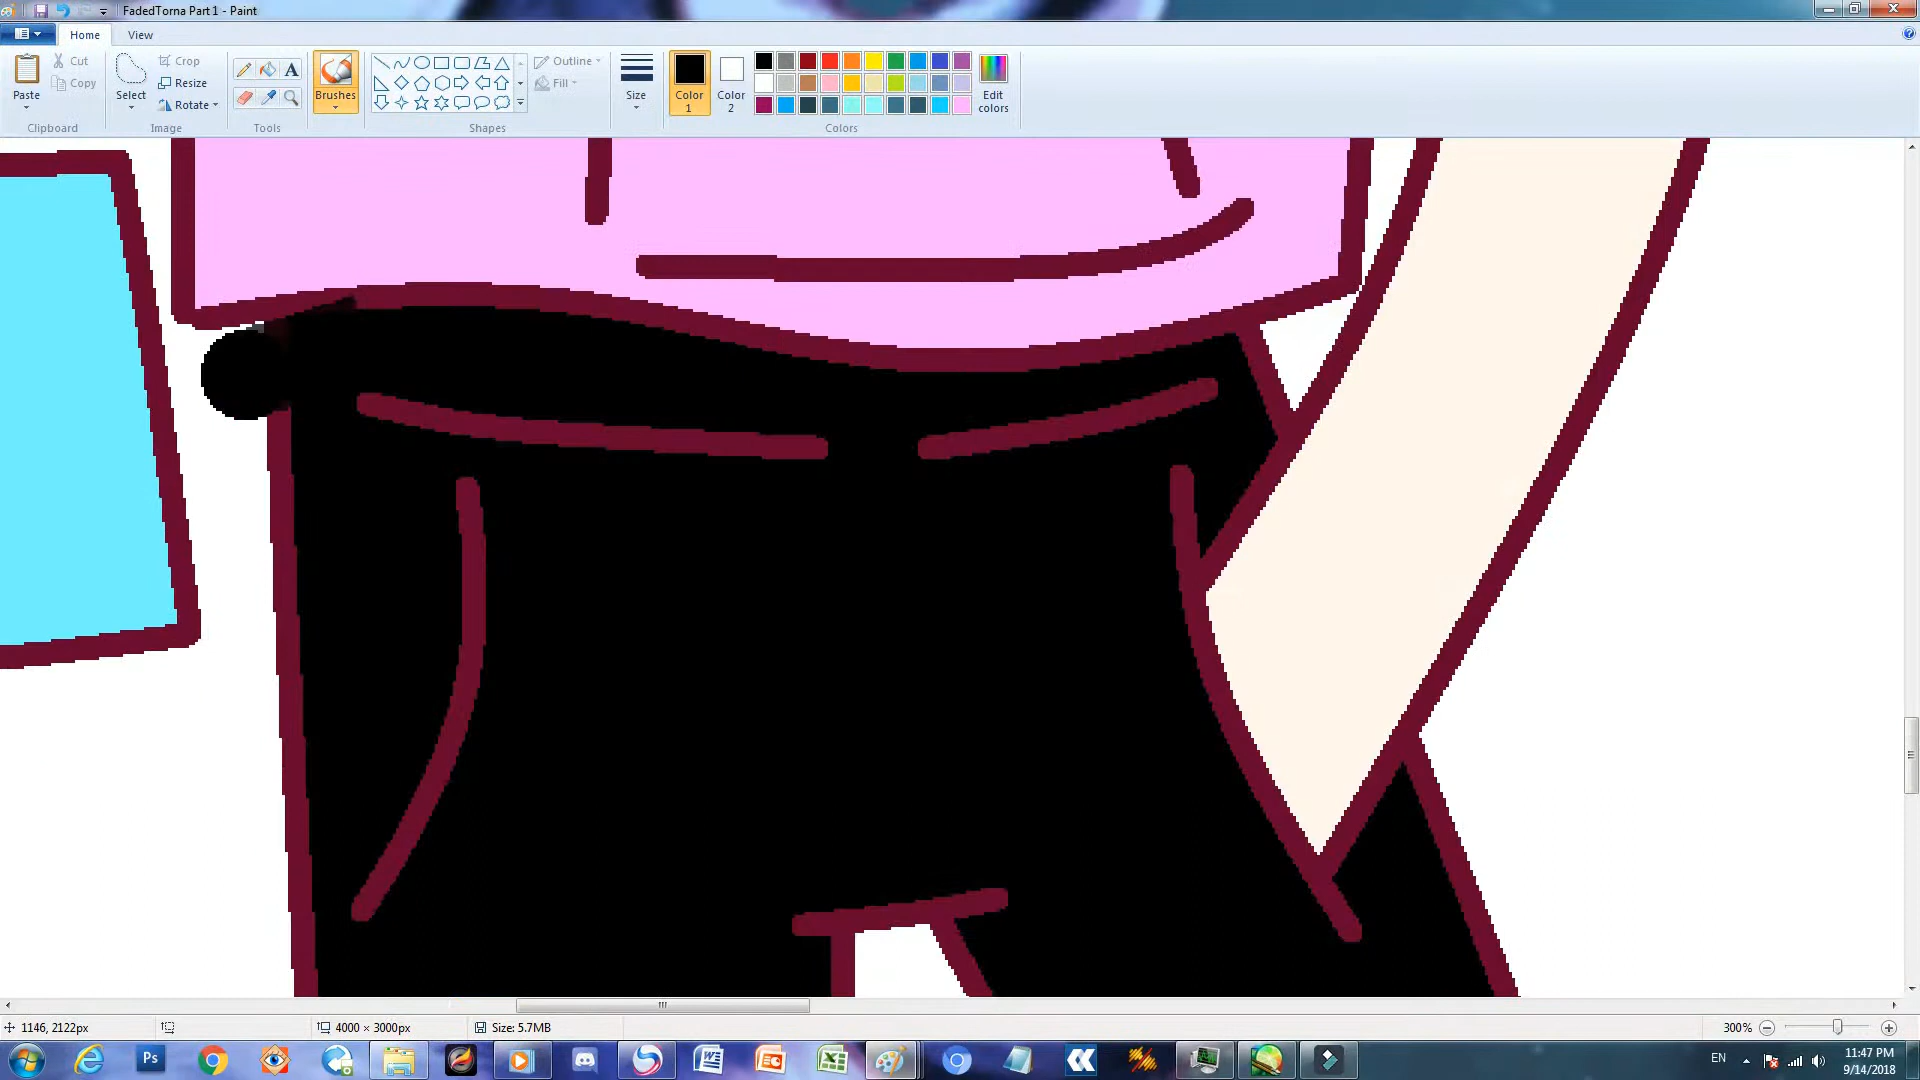 FadedTorna Part 1 - Paint
Home
View
Paste
Cut
Copy
Clipboard
Select
Crop
Resize
Rotate
Image
A
Tools
Brushes
Outline
Fill
Shapes
Size
Color 1
Color 2
Edit colors
Colors
1146, 2122px
4000 × 3000px
Size: 5.7MB
300%
Ps
EN
11:47 PM
9/14/2018